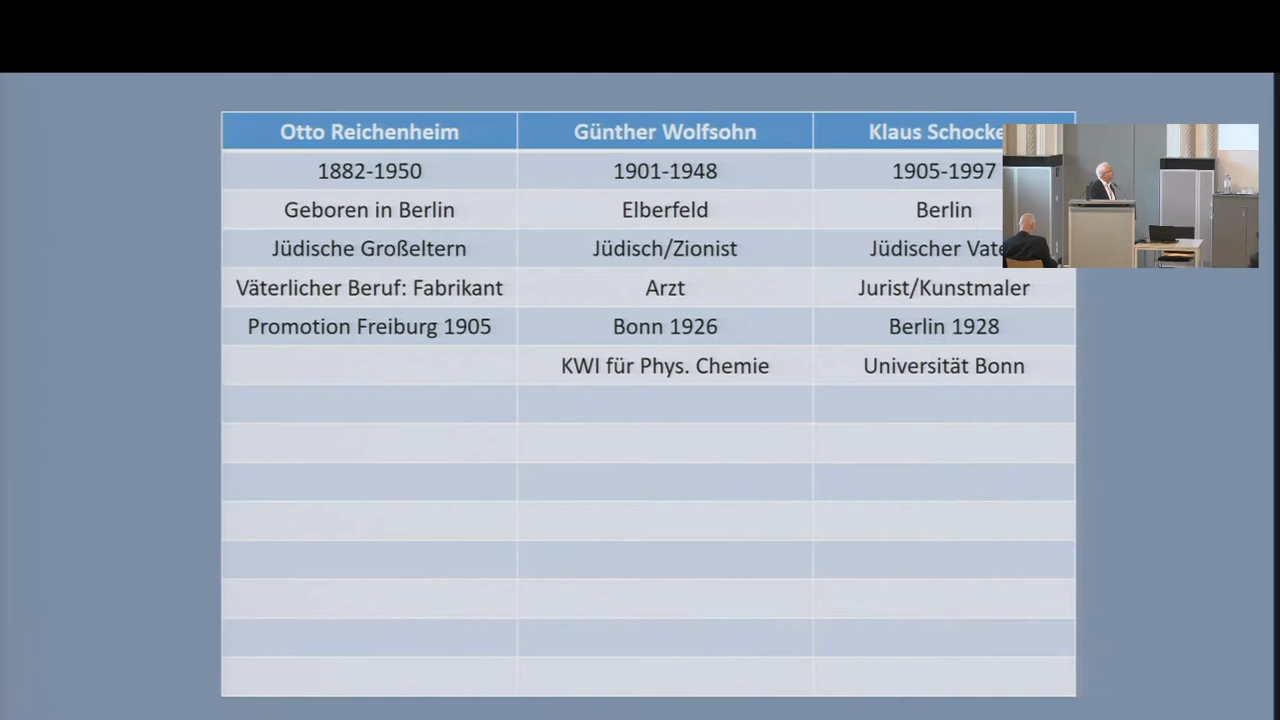 Otto Reichenheim Günther Wolfsohn Klaus
1882-1950 1901-1948 1905-1997
Geboren in Berlin Elberfeld Berlin
Jüdische Großeltern Jüdisch/Zionist Jüdischer
Väterlicher Beruf: Fabrikant Arzt Jurist/Kunstmaler
Promotion Freiburg 1905 Bonn 1926 Berlin 1928
KWI für Phys. Chemie Universität Bonn